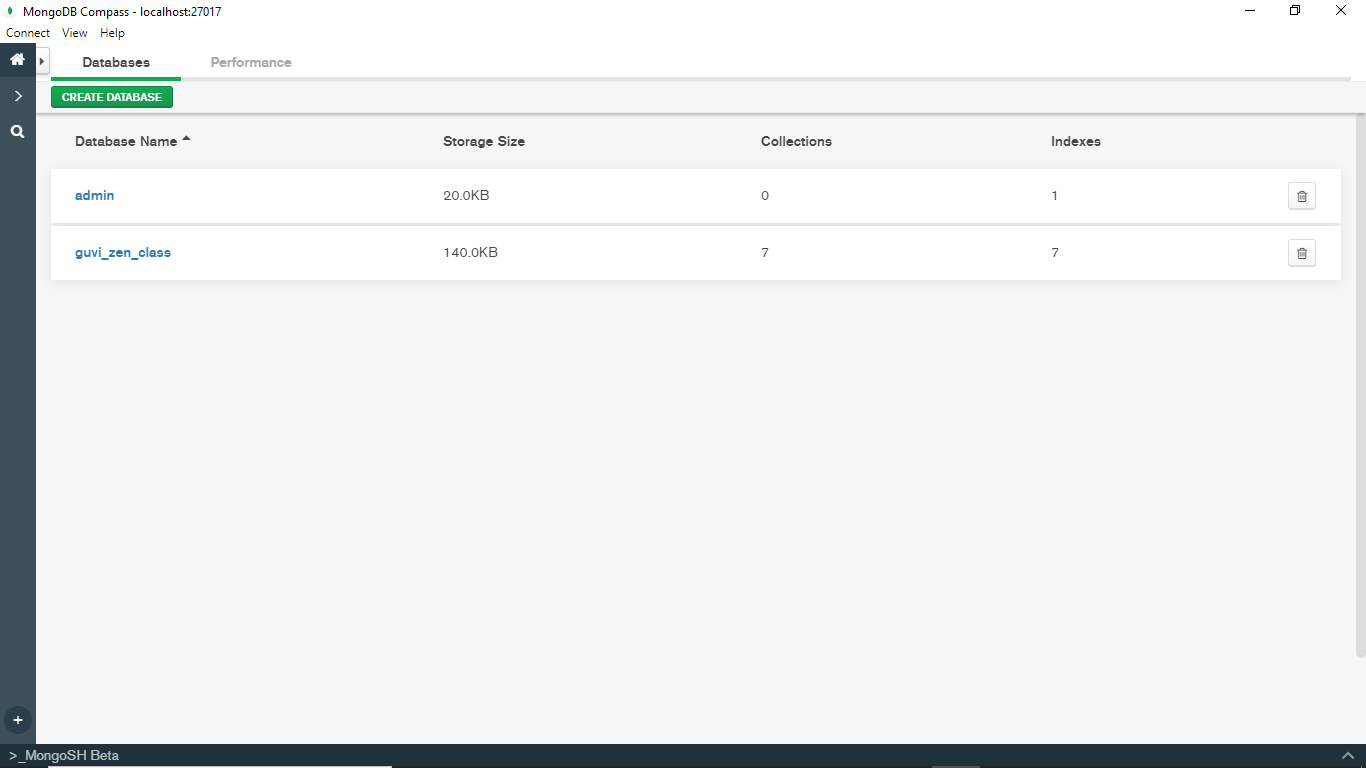 MongoDB Compass - localhost:27017
Connect View Help
Databases Performance
CREATE DATABASE
Database Name Storage Size Collections Indexes
admin 20.0KB 0 1
guvi_zen_class 140.0KB 7 7
>_MongoSH Beta